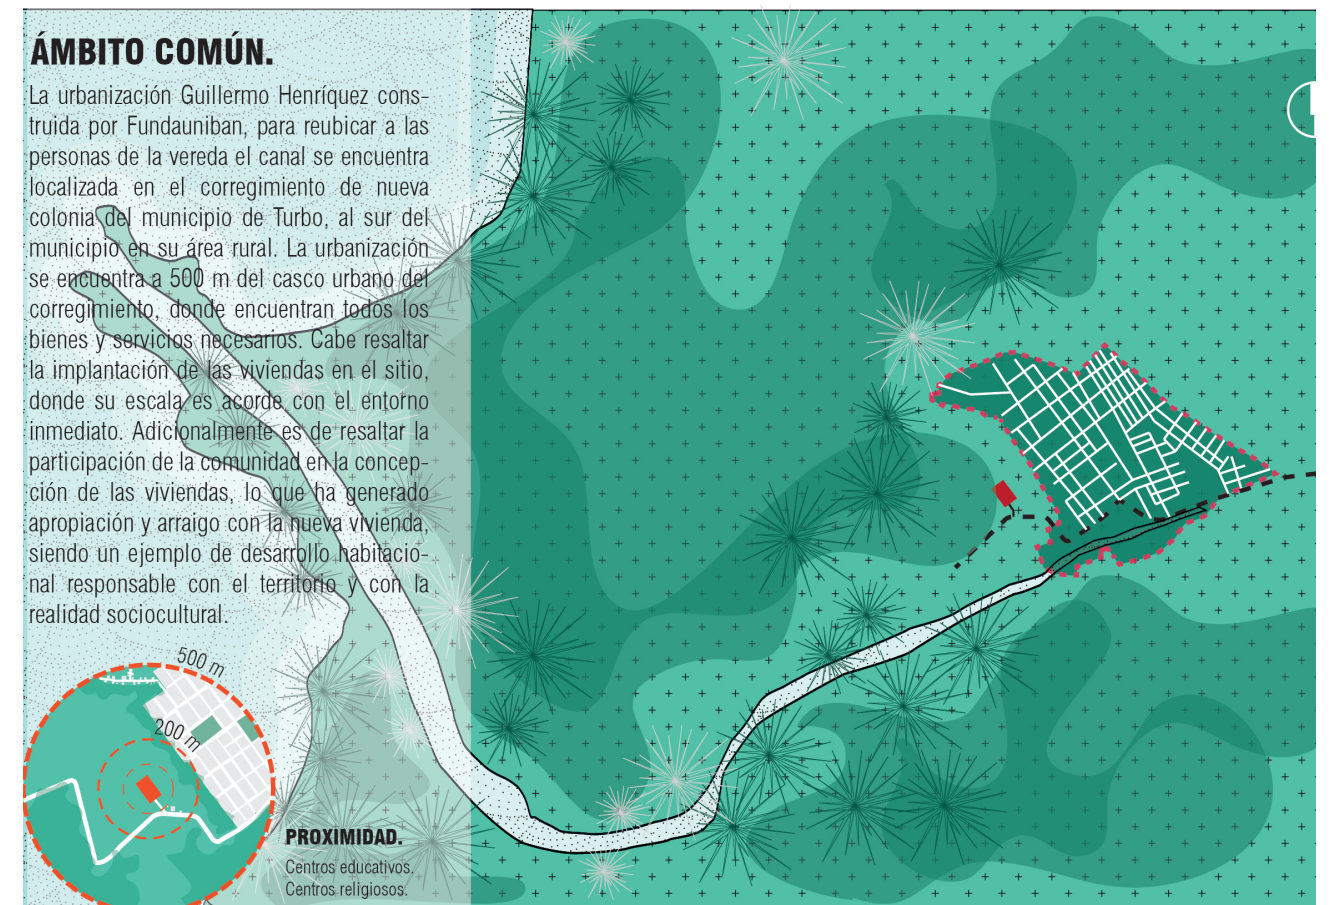 ÁMBITO COMÚN.
La urbanización Guillermo Henríquez cons-
truida por Fundauniban, para reubicar a las
personas de la vereda el canal se encuentra
localizada en el corregimiento de nueva
colonia del municipio de Turbo, al sur del
municipio en su área rural. La urbanización
se encuentra a 500 m del casco urbano del
corregimiento, donde encuentran todos los
bienes y servicios necesarios. Cabe resaltar
la implantación de las viviendas en el sitio,
donde su escala es acorde con el entorno
inmediato. Adicionalmente es de resaltar la
participación de la comunidad en la concep-
ción de las viviendas, lo que ha generado
apropiación y arraigo con la nueva vivienda,
siendo un ejemplo de desarrollo habitacio-
nal responsable con el territorio y con la
realidad sociocultural.
500 m
200 m
PROXIMIDAD.
Centros educativos.
Centros religiosos.